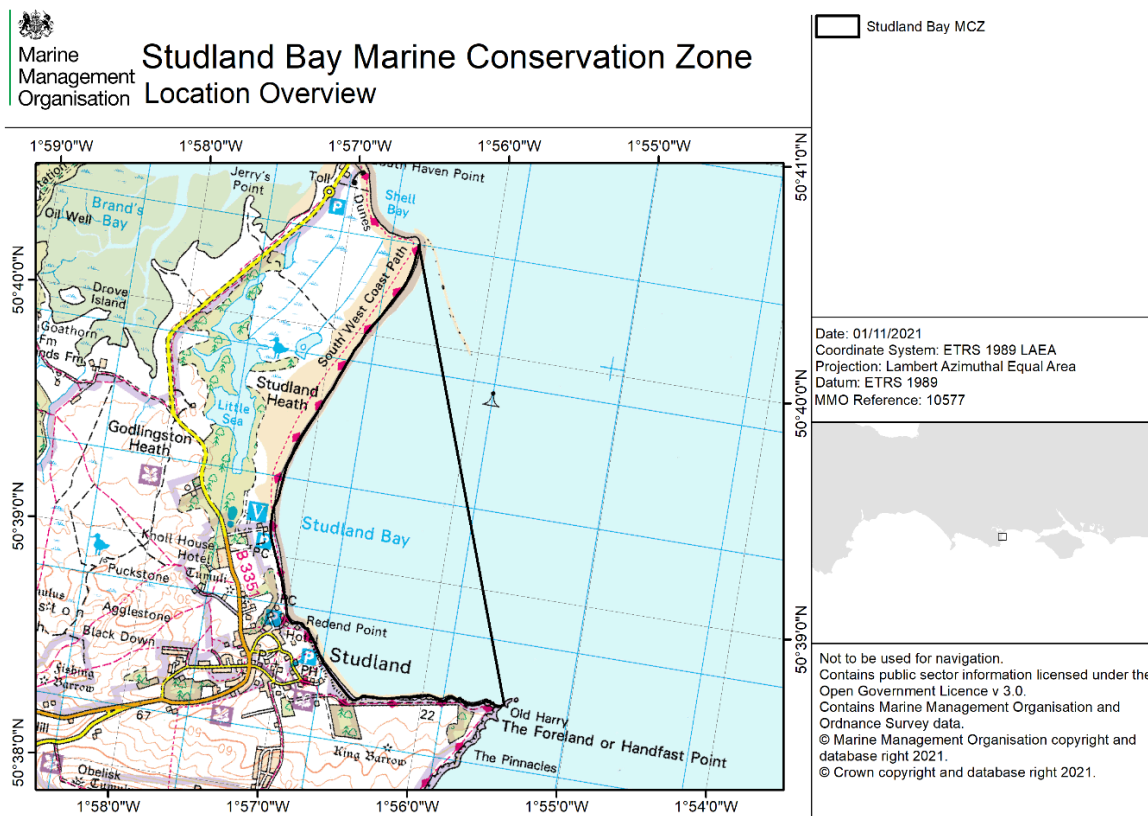 Marine
Management
Organisation
Studland Bay Marine Conservation Zone
Location Overview
Studland Bay MCZ
1°59'0"W
1°58'0"W
1°57'0"W
1°56'0"W
1°55'0"W
50°41'0"N
50°40'0"N
50°39'0"N
50°40'0"N
50°39'0"N
50°38'0"N
1°58'0"W
1°57'0"W
1°56'0"W
1°55'0"W
1°54'0"W
South Haven Point
Toll
Jerry's
Point
Shell
Bay
Dunes
P
Brand's
Bay
Oil Well
Drove
Island
South West Coast Path
Goathorn
Fm
nds Fm
Studland
Heath
Little
Sea
Godlingston
Heath
V
Studland Bay
Knoll House
Hotel
PC
Tumuli
B 3351
Puckstone
Agglestone
PC
Redend Point
Black Down
Studland
P
PH
Fishing
Barrow
67
22
Old Harry
The Foreland or Handfast Point
King Barrow
The Pinnacles
Obelisk
Date: 01/11/2021
Coordinate System: ETRS 1989 LAEA
Projection: Lambert Azimuthal Equal Area
Datum: ETRS 1989
MMO Reference: 10577
Not to be used for navigation.
Contains public sector information licensed under the
Open Government Licence v 3.0.
Contains Marine Management Organisation and
Ordnance Survey data.
© Marine Management Organisation copyright and
database right 2021.
© Crown copyright and database right 2021.